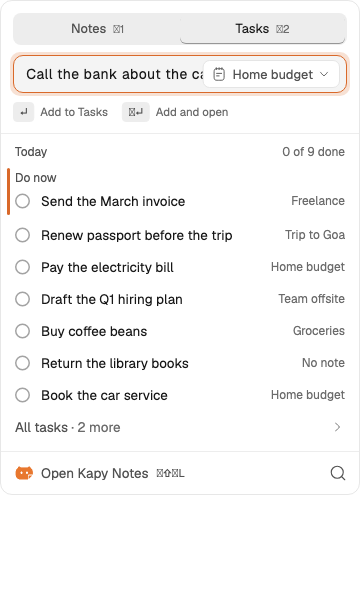 Notes 1
Tasks 2
Call the bank about the ca
Home budget
Add to Tasks
Add and open
Today
0 of 9 done
Do now
Send the March invoice
Freelance
Renew passport before the trip
Trip to Goa
Pay the electricity bill
Home budget
Draft the Q1 hiring plan
Team offsite
Buy coffee beans
Groceries
Return the library books
No note
Book the car service
Home budget
All tasks · 2 more
Open Kapy Notes ⇧L